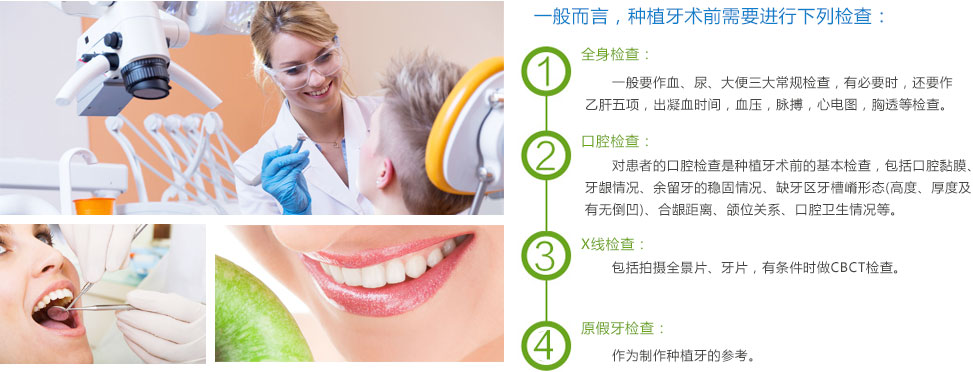 一般而言，种植牙术前需要进行下列检查：
1
全身检查：
一般要作血、尿、大便三大常规检查，有必要时，还要作
乙肝五项，出凝血时间，血压，脉搏，心电图，胸透等检查。
2
口腔检查：
对患者的口腔检查是种植牙术前的基本检查，包括口腔黏膜、
牙龈情况、余留牙的稳固情况、缺牙区牙槽嵴形态(高度、厚度及
有无倒凹)、合龈距离、颌位关系、口腔卫生情况等。
3
X线检查：
包括拍摄全景片、牙片，有条件时做CBCT检查。
4
原假牙检查：
作为制作种植牙的参考。